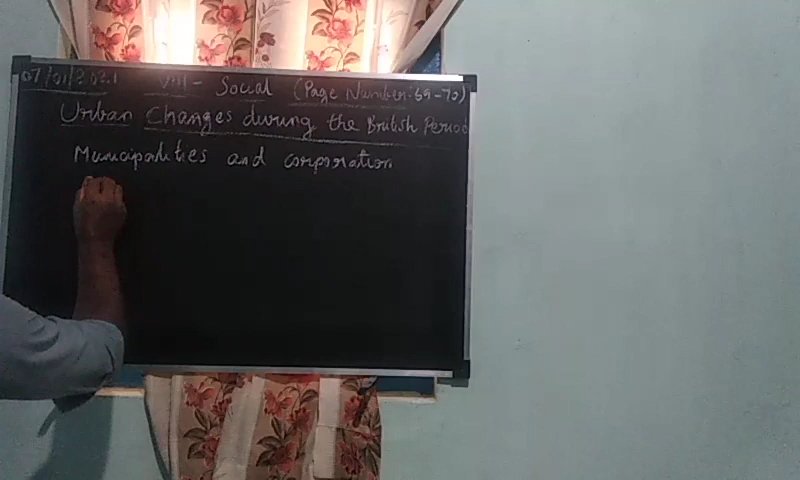 07/01/2021 VIII - Social (Page Number: 69-70)
Urban Changes during the British Period
Municipalities and corporation